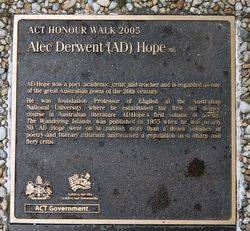 ACT HONOUR WALK 2005
Alec Derwent (AD) Hope
AD Hope was a poet, academic, critic and teacher and is regarded as one
of the great Australian poets of the 20th century.
He was foundation Professor of English at the Australian
National University where he established the first full degree
course in Australian literature. AD Hope's first volume of poetry,
The Wandering Islands, was published in 1955 when he was nearly
50. AD Hope went on to publish more than a dozen volumes of
poetry and literary criticism and earned a reputation as a sharp and
fiery critic.
ACT Government